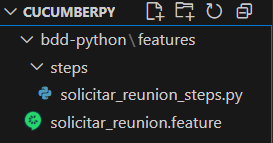 CUCUMBERPY
bdd-python\features
steps
solicitar_reunion_steps.py
solicitar_reunion.feature